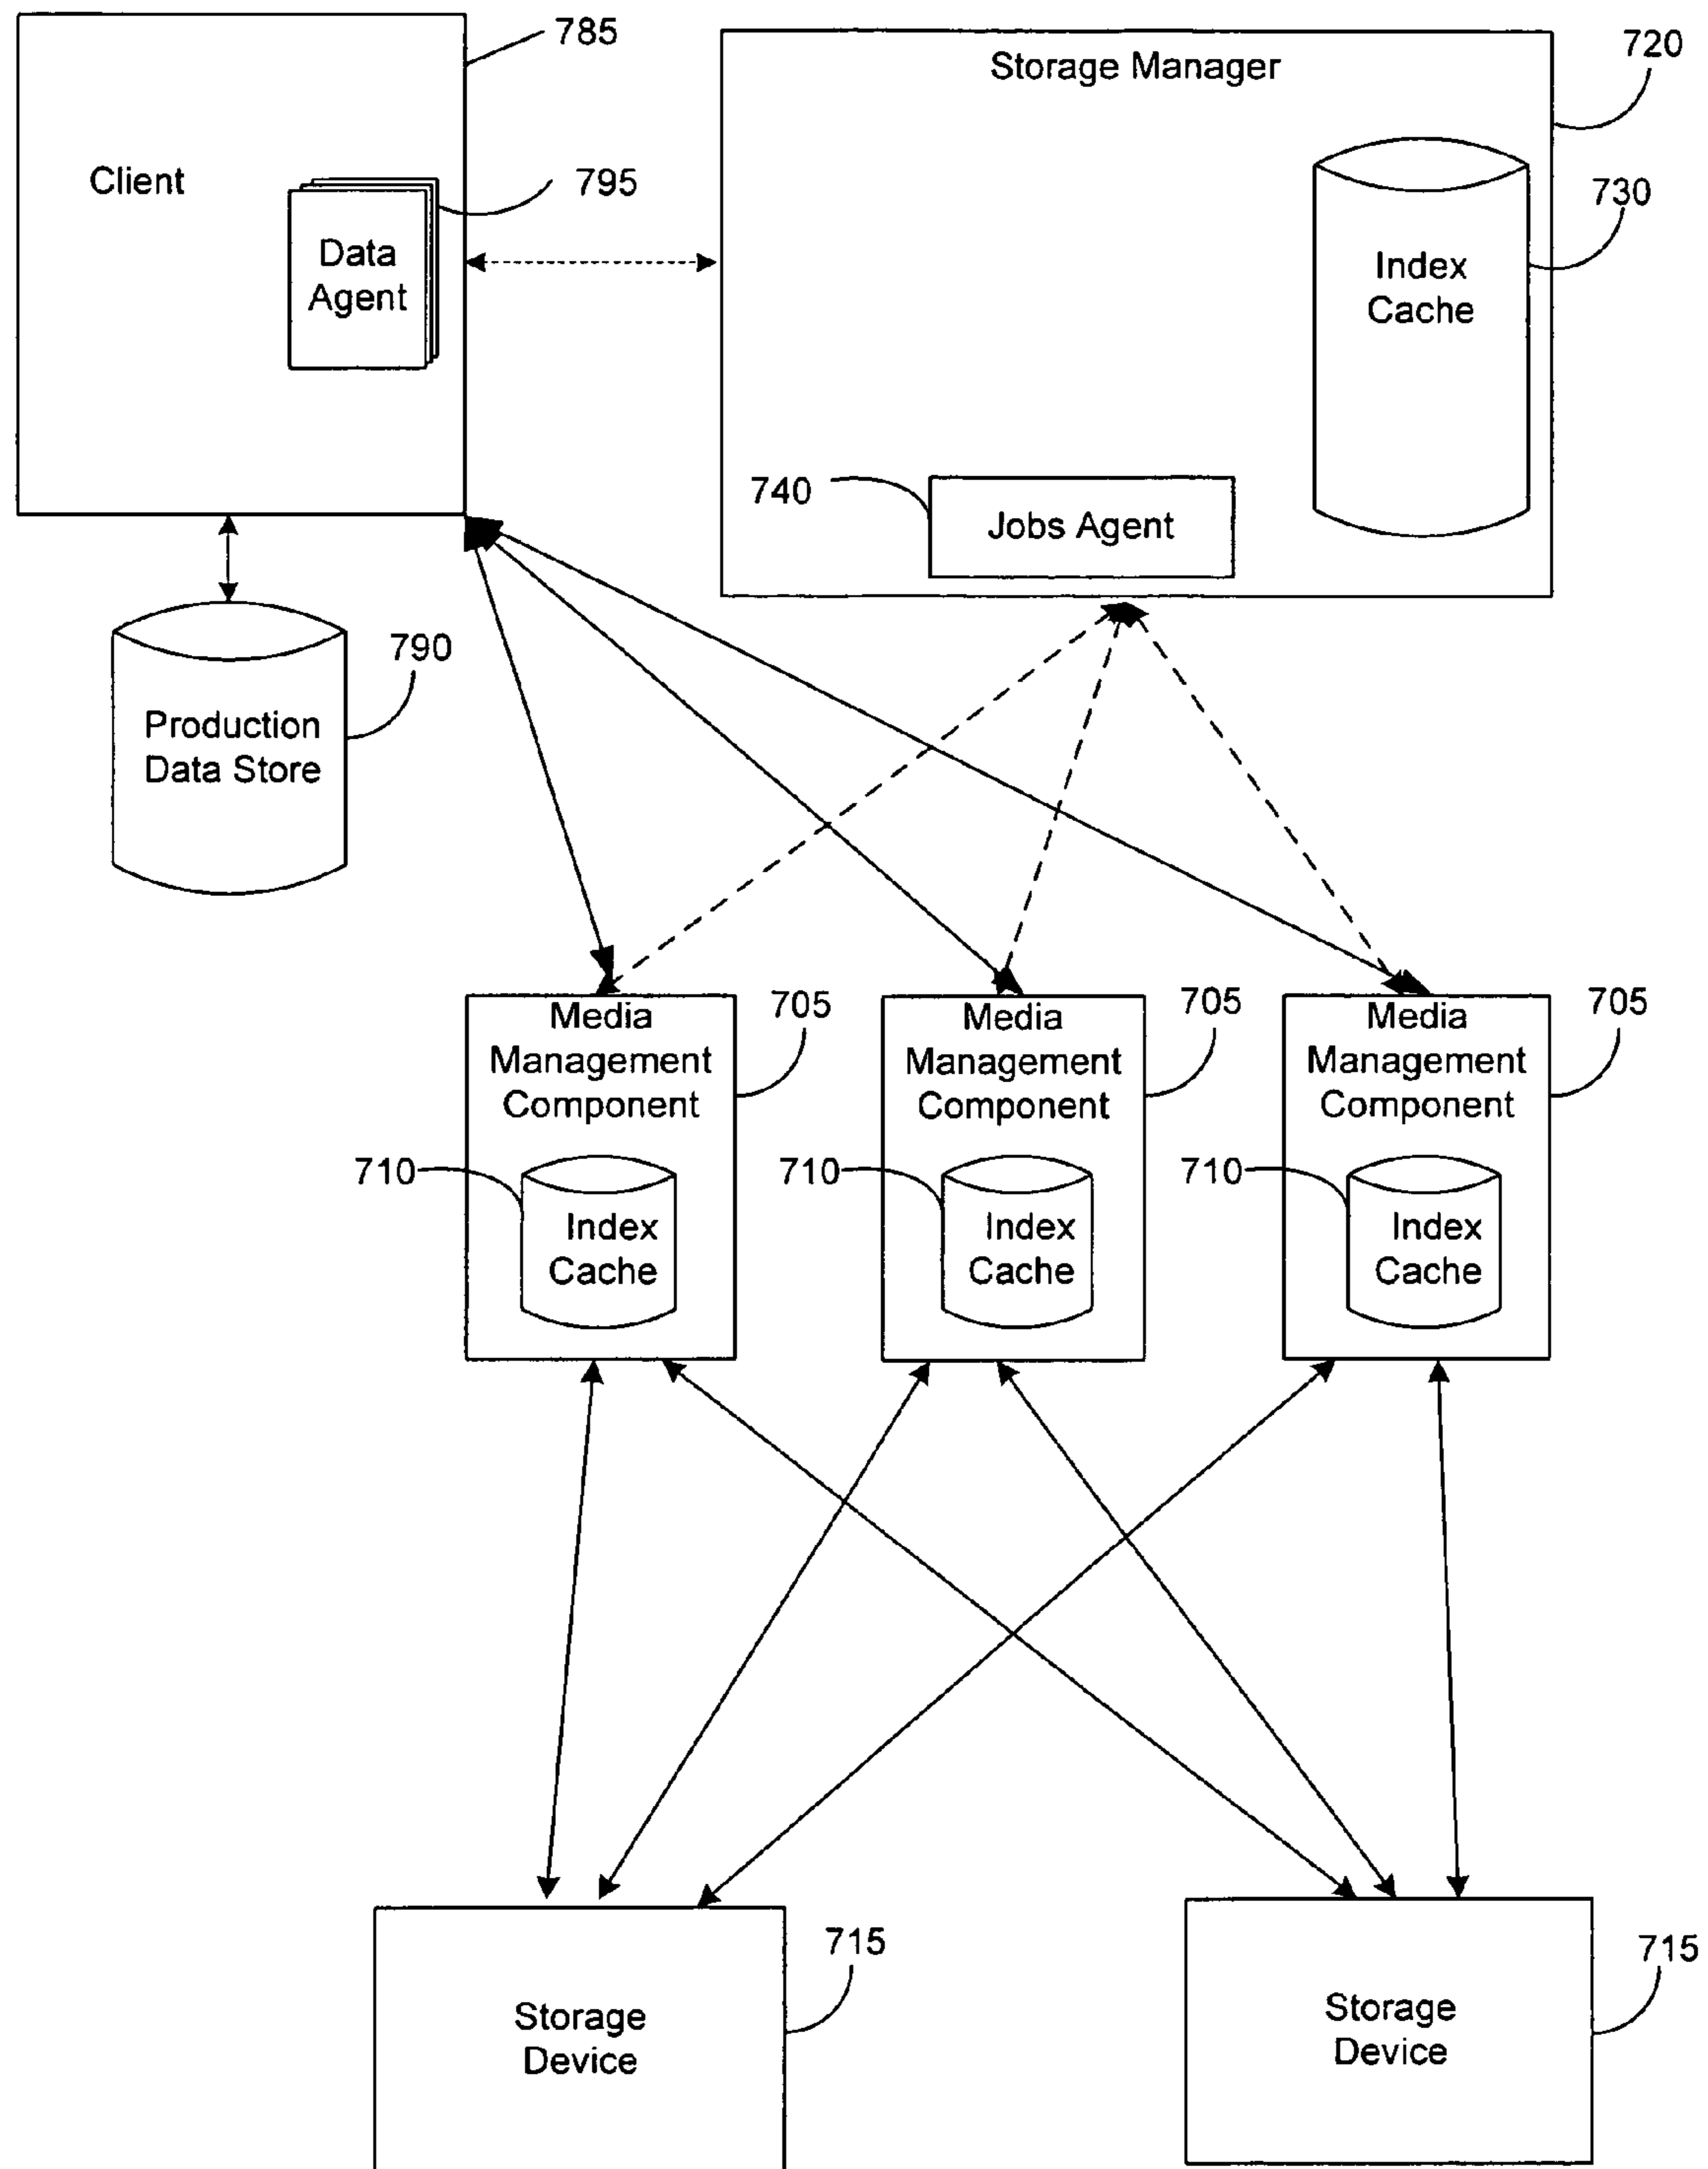 785
Client
795
Data
Agent
Storage Manager
720
730
Index
Cache
740
Jobs Agent
790
Production
Data Store
Media
Management
Component
705
710
Index
Cache
Media
Management
Component
705
710
Index
Cache
Media
Management
Component
705
710
Index
Cache
Storage
Device
715
Storage
Device
715